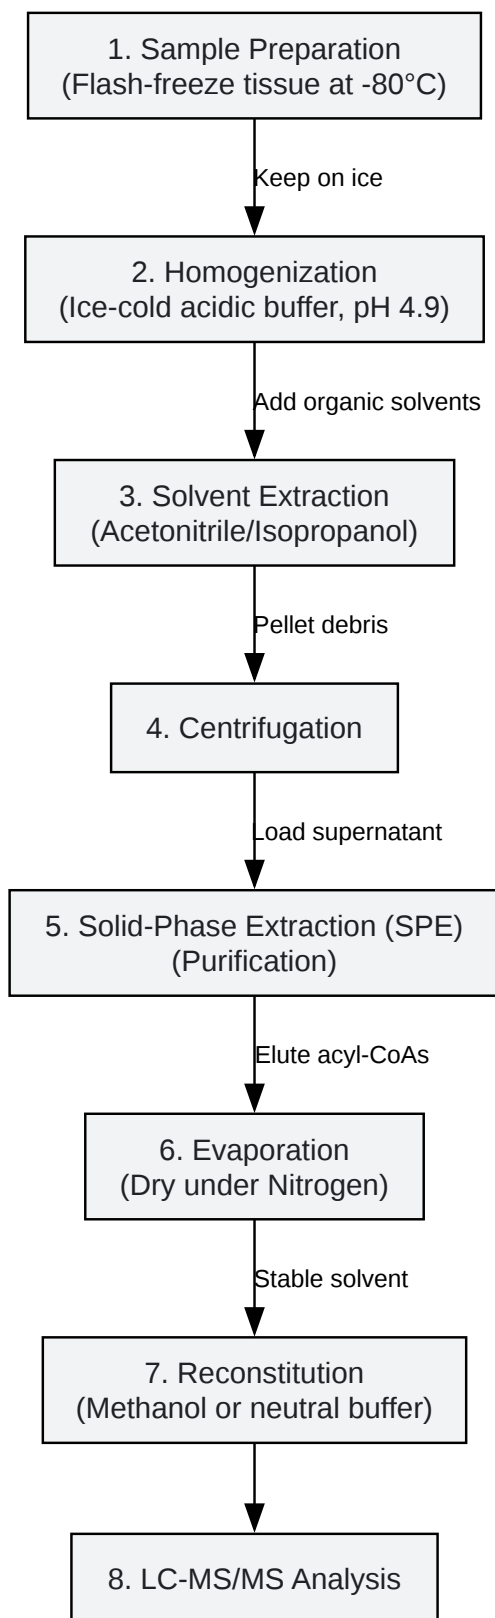 1. Sample Preparation
(Flash-freeze tissue at -80°C)
Keep on ice
2. Homogenization
(Ice-cold acidic buffer, pH 4.9)
Add organic solvents
3. Solvent Extraction
(Acetonitrile/Isopropanol)
Pellet debris
4. Centrifugation
Load supernatant
5. Solid-Phase Extraction (SPE)
(Purification)
Elute acyl-CoAs
6. Evaporation
(Dry under Nitrogen)
Stable solvent
7. Reconstitution
(Methanol or neutral buffer)
8. LC-MS/MS Analysis